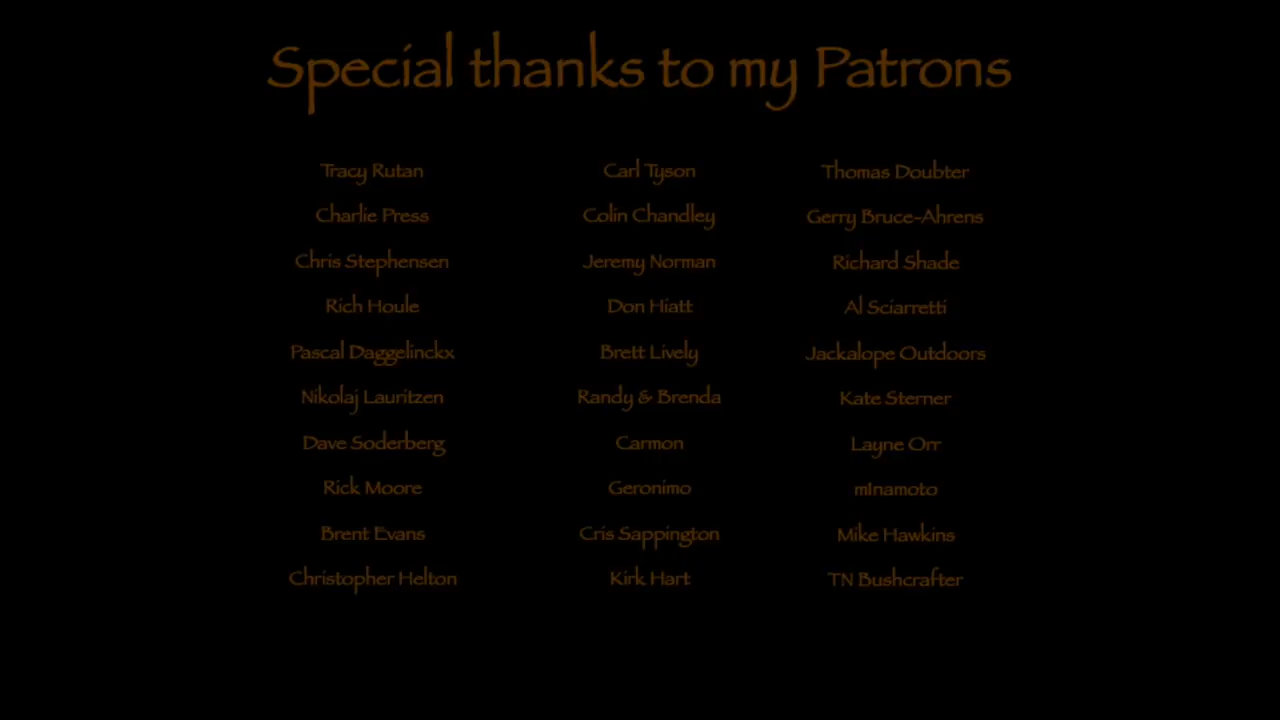 Special thanks to my Patrons
Tracy Rutan
Charlie Press
Chris Stephensen
Rich Houle
Pascal Daggelinckx
Nikolaj Lauritzen
Dave Soderberg
Rick Moore
Brent Evans
Christopher Helton
Carl Tyson
Colin Chandley
Jeremy Norman
Don Hiatt
Brett Lively
Randy & Brenda
Carmon
Geronimo
Cris Sappington
Kirk Hart
Thomas Doubter
Gerry Bruce-Ahrens
Richard Shade
Al Sciarretti
Jackalope Outdoors
Kate Sterner
Layne Orr
m1namoto
Mike Hawkins
TN Bushcrafter